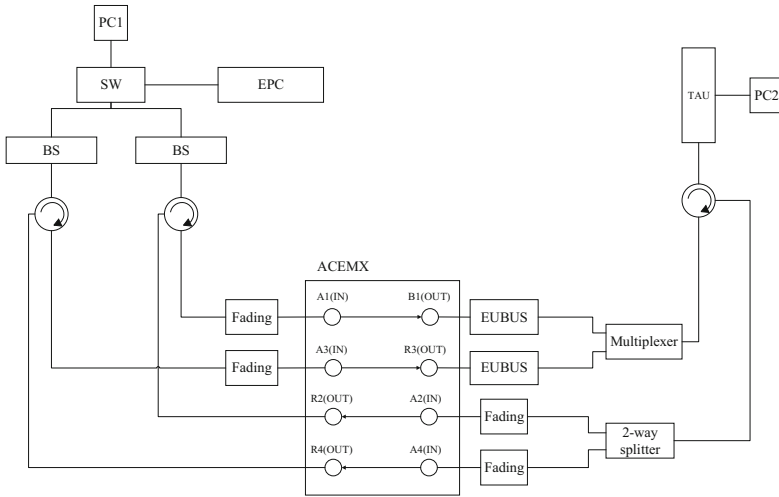 PC1
SW
EPC
TAU
PC2
BS
BS
ACEMX
A1(IN)
B1(OUT)
Fading
EUBUS
Multiplexer
A3(IN)
R3(OUT)
Fading
EUBUS
R2(OUT)
A2(IN)
Fading
2-way
splitter
R4(OUT)
A4(IN)
Fading